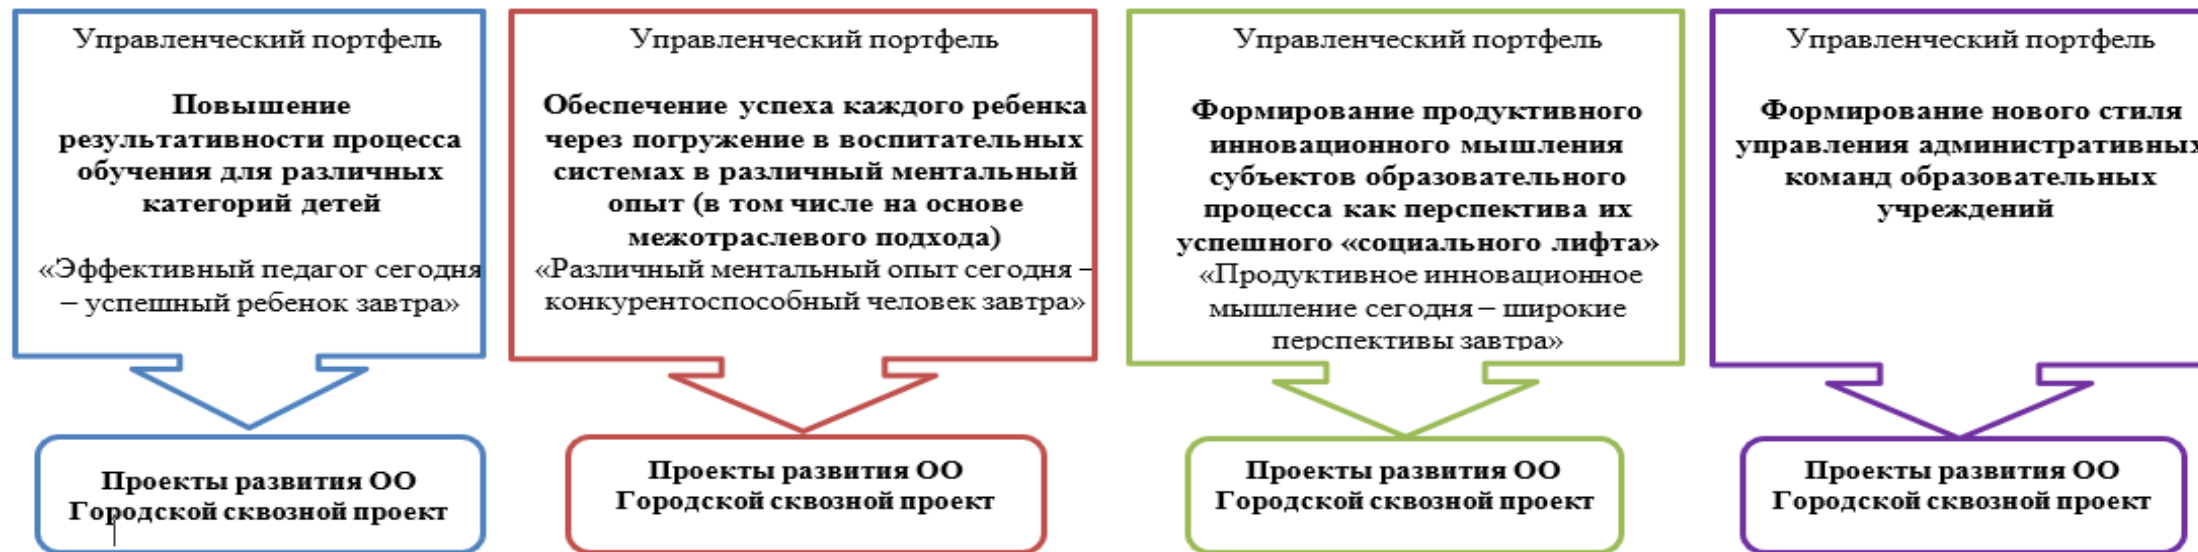 Управленческий портфель
Повышение
результативности процесса
обучения для различных
категорий детей
«Эффективный педагог сегодня
– успешный ребенок завтра»
Проекты развития ОО
Городской сквозной проект
Управленческий портфель
Обеспечение успеха каждого ребенка
через погружение в воспитательных
системах в различный ментальный
опыт (в том числе на основе
межотраслевого подхода)
«Различный ментальный опыт сегодня –
конкурентоспособный человек завтра»
Проекты развития ОО
Городской сквозной проект
Управленческий портфель
Формирование продуктивного
инновационного мышления
субъектов образовательного
процесса как перспектива их
успешного «социального лифта»
«Продуктивное инновационное
мышление сегодня – широкие
перспективы завтра»
Проекты развития ОО
Городской сквозной проект
Управленческий портфель
Формирование нового стиля
управления административных
команд образовательных
учреждений
Проекты развития ОО
Городской сквозной проект